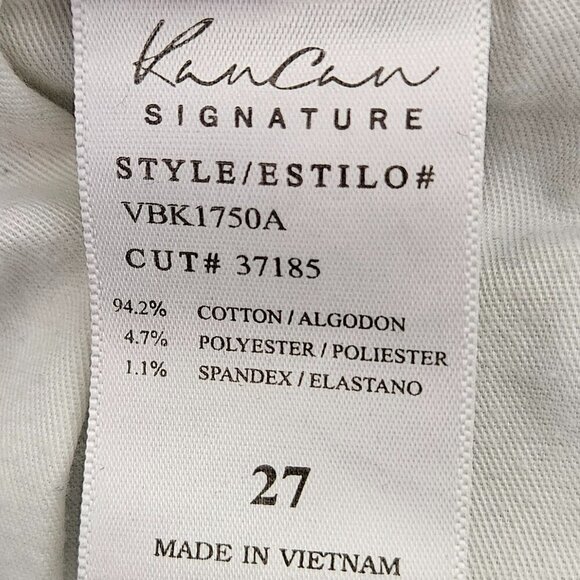 KanCan
SIGNATURE
STYLE/ESTILO#
VBK1750A
CUT# 37185
94.2% COTTON / ALGODON
4.7% POLYESTER / POLIESTER
1.1% SPANDEX / ELASTANO
27
MADE IN VIETNAM